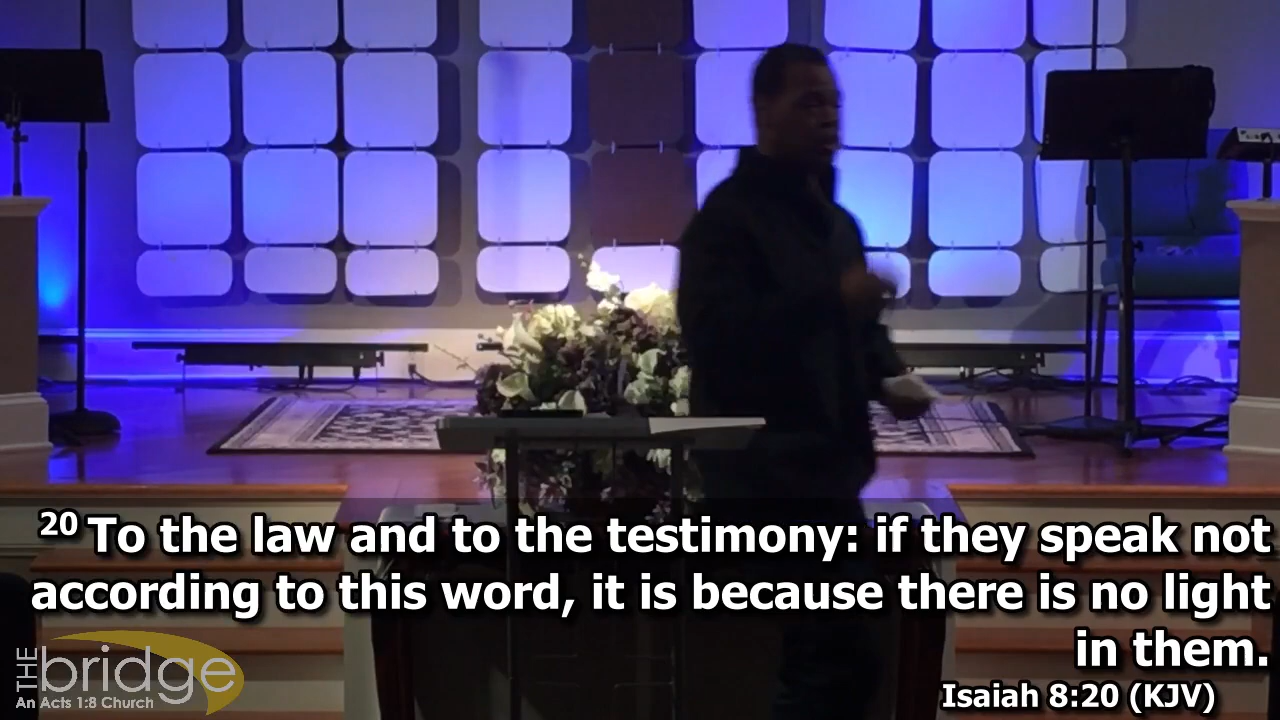 20 To the law and to the testimony: if they speak not
according to this word, it is because there is no light
in them.
Isaiah 8:20 (KJV)
THE bridge
An Acts 1:8 Church